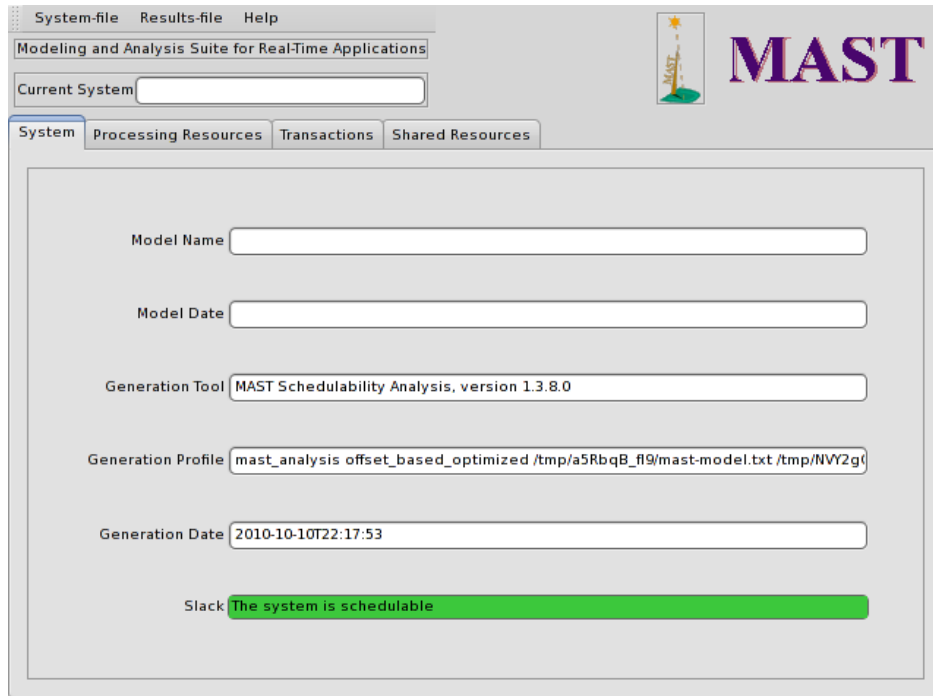 System-file Results-file Help
Modeling and Analysis Suite for Real-Time Applications
Current System
MAST
MAST
System Processing Resources Transactions Shared Resources
Model Name
Model Date
Generation Tool MAST Schedulability Analysis, version 1.3.8.0
Generation Profile mast_analysis offset_based_optimized /tmp/a5RbqB_fl9/mast-model.txt
Generation Date 2010-10-10T22:17:53
Slack The system is schedulable